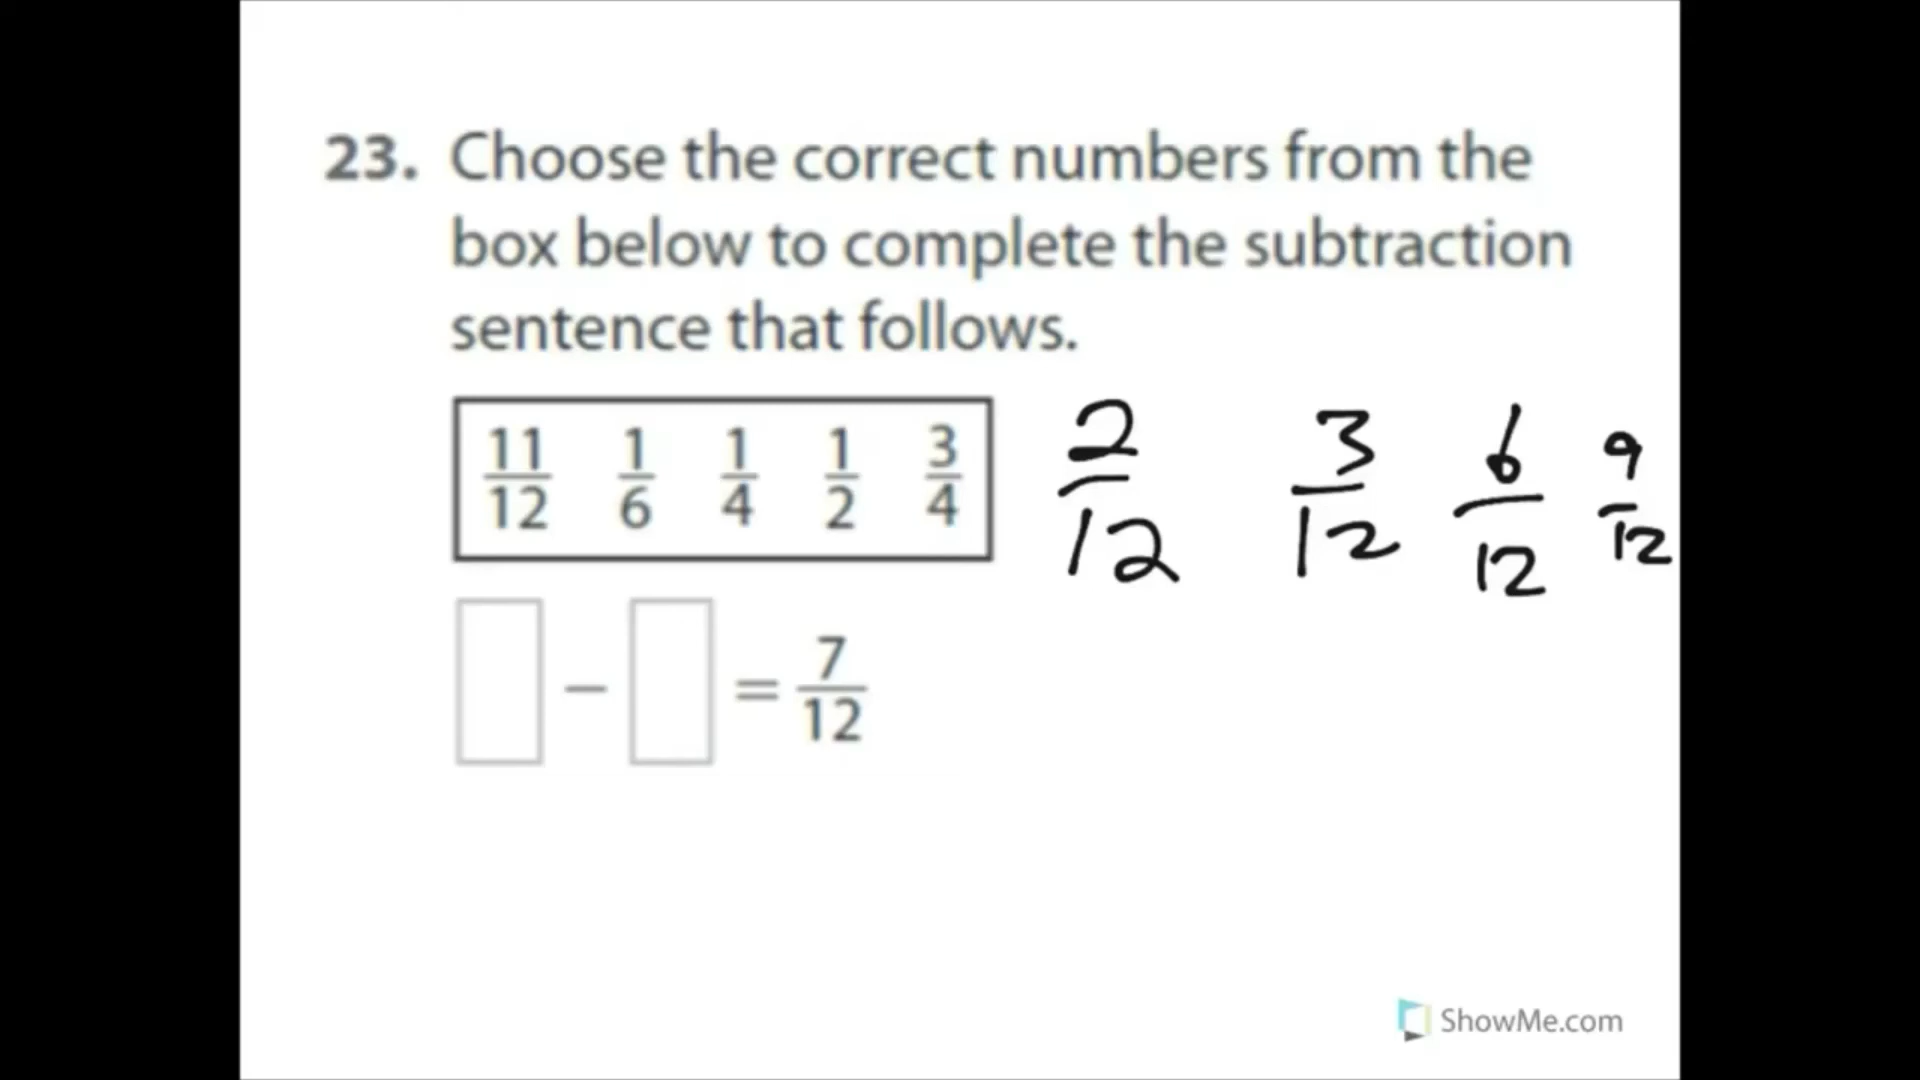 23. Choose the correct numbers from the
box below to complete the subtraction
sentence that follows.
11/12 1/6 1/4 1/2 3/4
2/12 3/12 6/12 9/12
− = 7/12
ShowMe.com